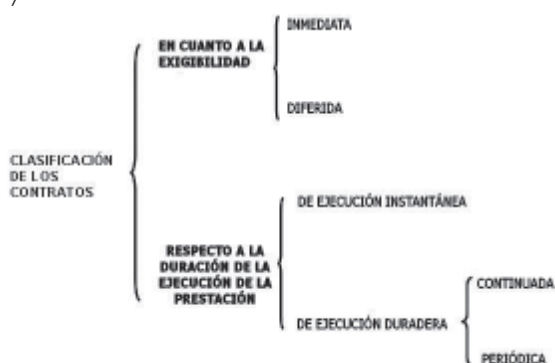 CLASIFICACIÓN
DE LOS
CONTRATOS
EN CUANTO A LA
EXIGIBILIDAD
INMEDIATA
DIFERIDA
RESPECTO A LA
DURACIÓN DE LA
EJECUCIÓN DE LA
PRESTACIÓN
DE EJECUCIÓN INSTANTÁNEA
DE EJECUCIÓN DURADERA
CONTINUADA
PERIÓDICA